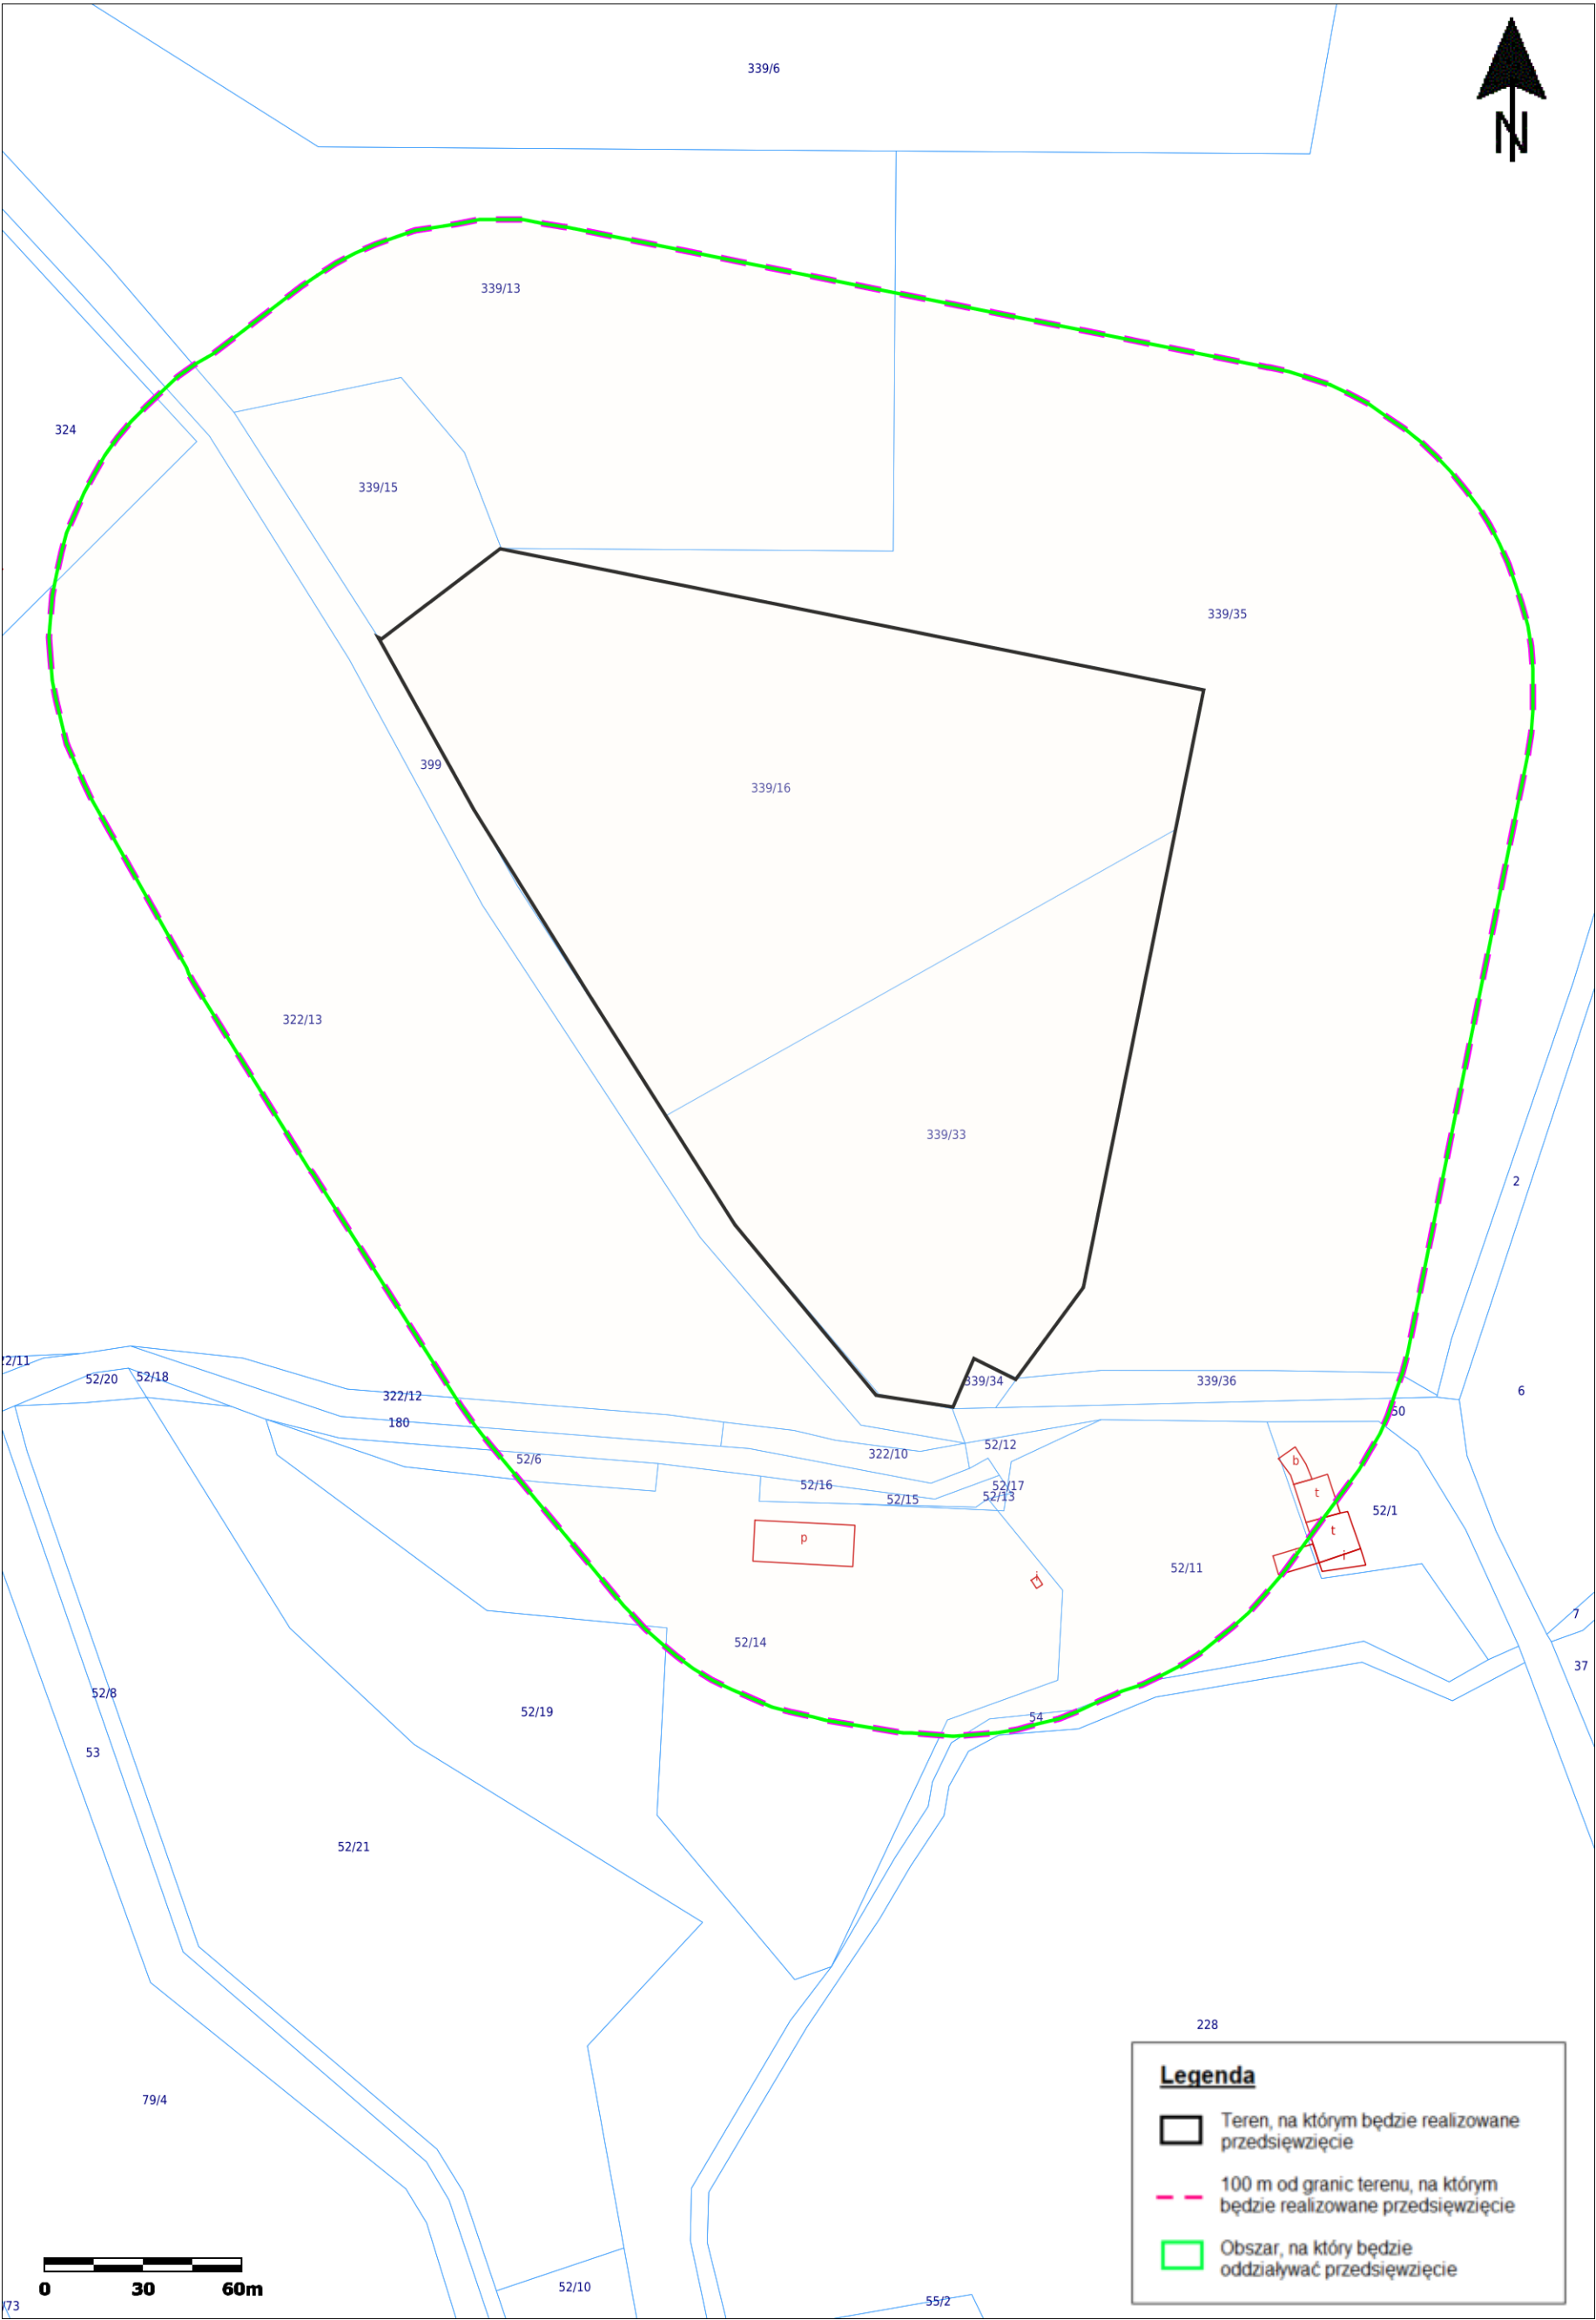 339/6
N
339/13
324
339/15
339/35
399
339/16
322/13
339/33
2
22/11
52/20
52/18
322/12
180
339/34
339/36
6
50
52/6
322/10
52/12
b
52/16
52/17
52/15
52/13
t
52/1
p
t
i
52/11
i
7
52/14
37
52/8
52/19
54
53
52/21
228
79/4
Legenda
Teren, na którym będzie realizowane
przedsięwzięcie
100 m od granic terenu, na którym
będzie realizowane przedsięwzięcie
Obszar, na który będzie
oddziaływać przedsięwzięcie
0 30 60m
52/10
55/2
/73